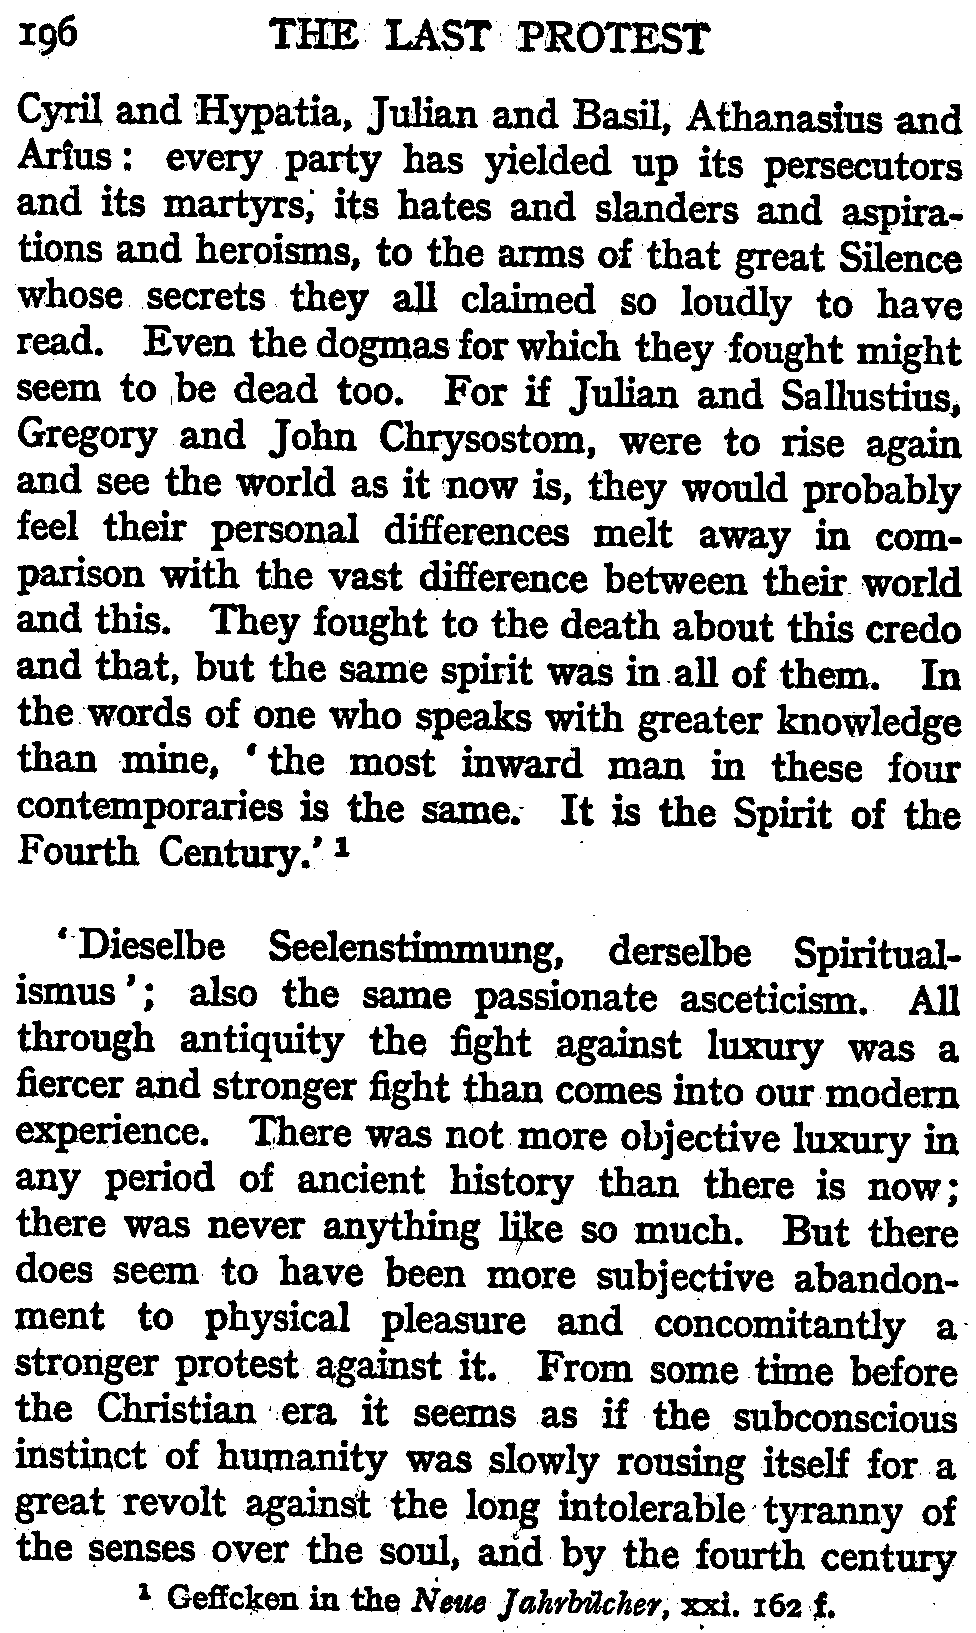 196 THE LAST PROTEST
Cyril and Hypatia, Julian and Basil, Athanasius and
Arius : every party has yielded up its persecutors
and its martyrs, its hates and slanders and aspira-
tions and heroisms, to the arms of that great Silence
whose secrets they all claimed so loudly to have
read. Even the dogmas for which they fought might
seem to be dead too. For if Julian and Sallustius,
Gregory and John Chrysostom, were to rise again
and see the world as it now is, they would probably
feel their personal differences melt away in com-
parison with the vast difference between their world
and this. They fought to the death about this credo
and that, but the same spirit was in all of them. In
the words of one who speaks with greater knowledge
than mine, ‘ the most inward man in these four
contemporaries is the same. It is the Spirit of the
Fourth Century.’ ¹
‘ Dieselbe Seelenstimmung, derselbe Spiritual-
ismus ’ ; also the same passionate asceticism. All
through antiquity the fight against luxury was a
fiercer and stronger fight than comes into our modern
experience. There was not more objective luxury in
any period of ancient history than there is now ;
there was never anything like so much. But there
does seem to have been more subjective abandon-
ment to physical pleasure and concomitantly a
stronger protest against it. From some time before
the Christian era it seems as if the subconscious
instinct of humanity was slowly rousing itself for a
great revolt against the long intolerable tyranny of
the senses over the soul, and by the fourth century
¹ Geffcken in the Neue Jahrbücher, xxi. 162 f.